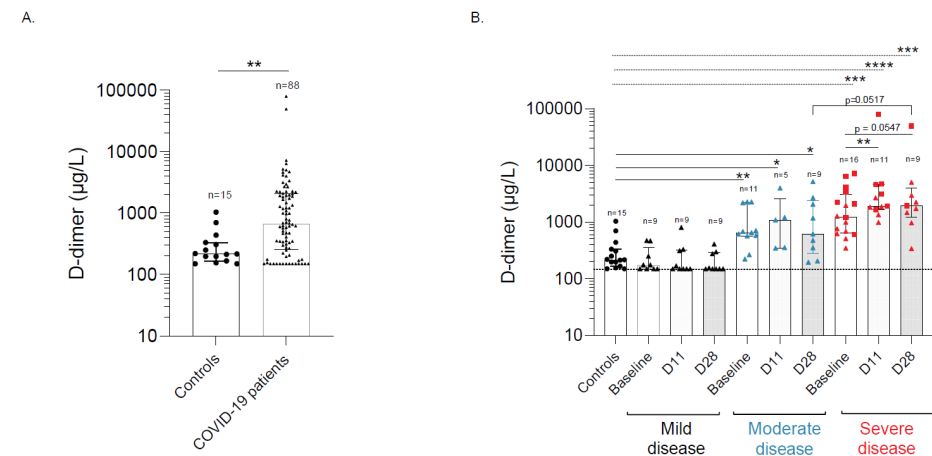 A.
**
n=88
n=15
100000
10000
1000
100
10
D-dimer (µg/L)
Controls
COVID-19 patients
B.
***
****
***
p=0.0517
p = 0.0547
**
*
*
**
n=15
n=9
n=9
n=9
n=11
n=5
n=9
n=16
n=11
n=9
100000
10000
1000
100
10
D-dimer (µg/L)
Controls
Baseline
D11
D28
Baseline
D11
D28
Baseline
D11
D28
Mild
disease
Moderate
disease
Severe
disease